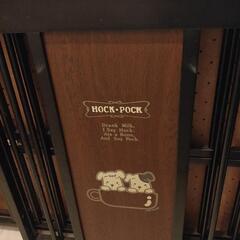 HOCK·POCK
Drank Milk,
I Say Hock.
Ate a Bone,
And Say Pock.